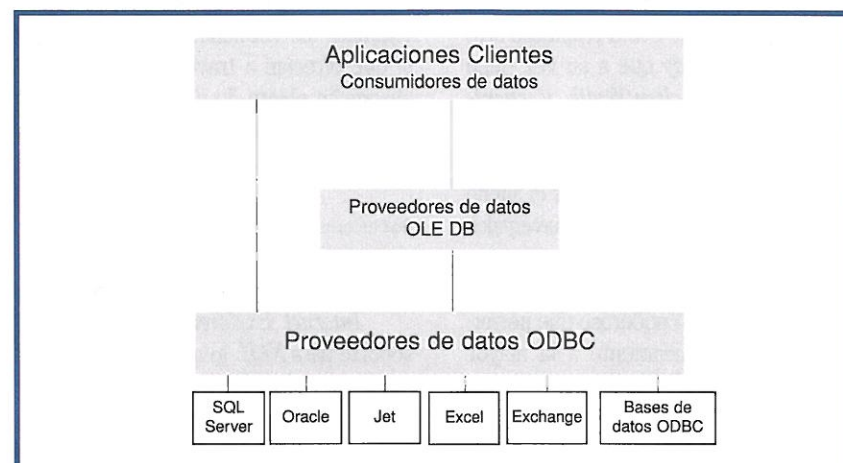 Aplicaciones Clientes
Consumidores de datos
Proveedores de datos
OLE DB
Proveedores de datos ODBC
SQL
Server
Oracle
Jet
Excel
Exchange
Bases de
datos ODBC